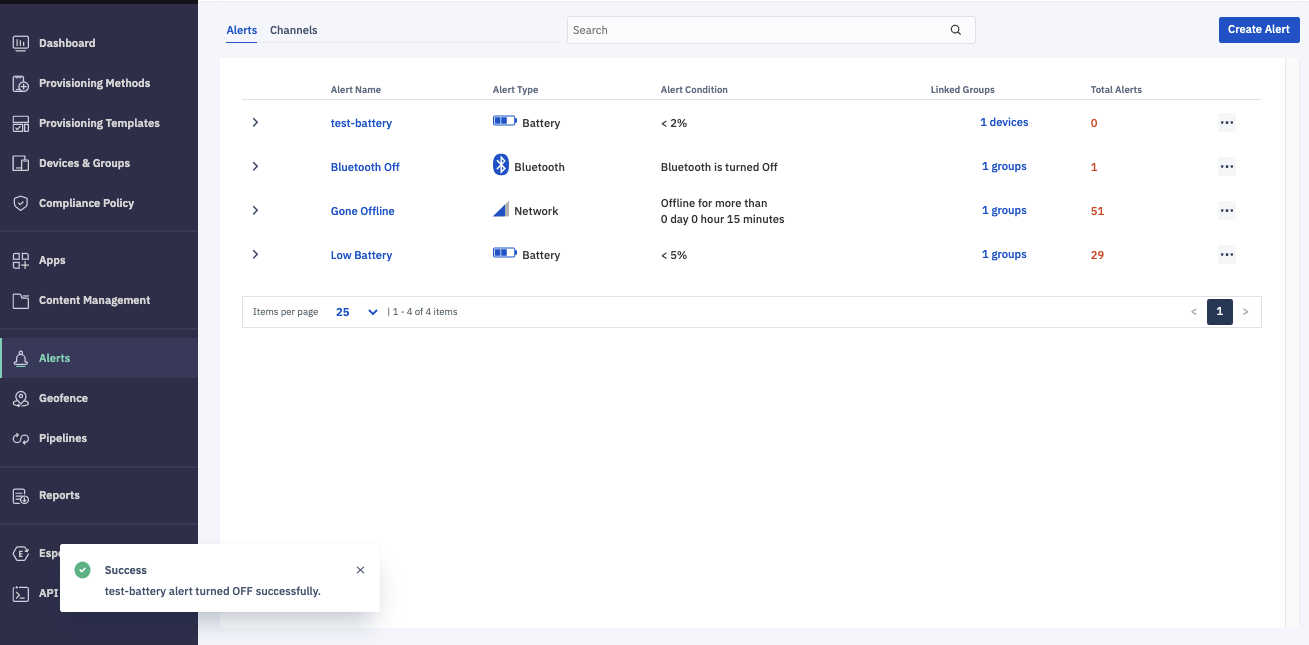 Dashboard
Provisioning Methods
Provisioning Templates
Devices & Groups
Compliance Policy
Apps
Content Management
Alerts
Geofence
Pipelines
Reports
Esp
API
Alerts Channels
Search
Create Alert
Alert Name Alert Type Alert Condition Linked Groups Total Alerts
test-battery Battery < 2% 1 devices 0 ...
Bluetooth Off Bluetooth Bluetooth is turned Off 1 groups 1 ...
Gone Offline Network Offline for more than
0 day 0 hour 15 minutes 1 groups 51 ...
Low Battery Battery < 5% 1 groups 29 ...
Items per page 25 | 1 - 4 of 4 items < 1 >
Success
test-battery alert turned OFF successfully.